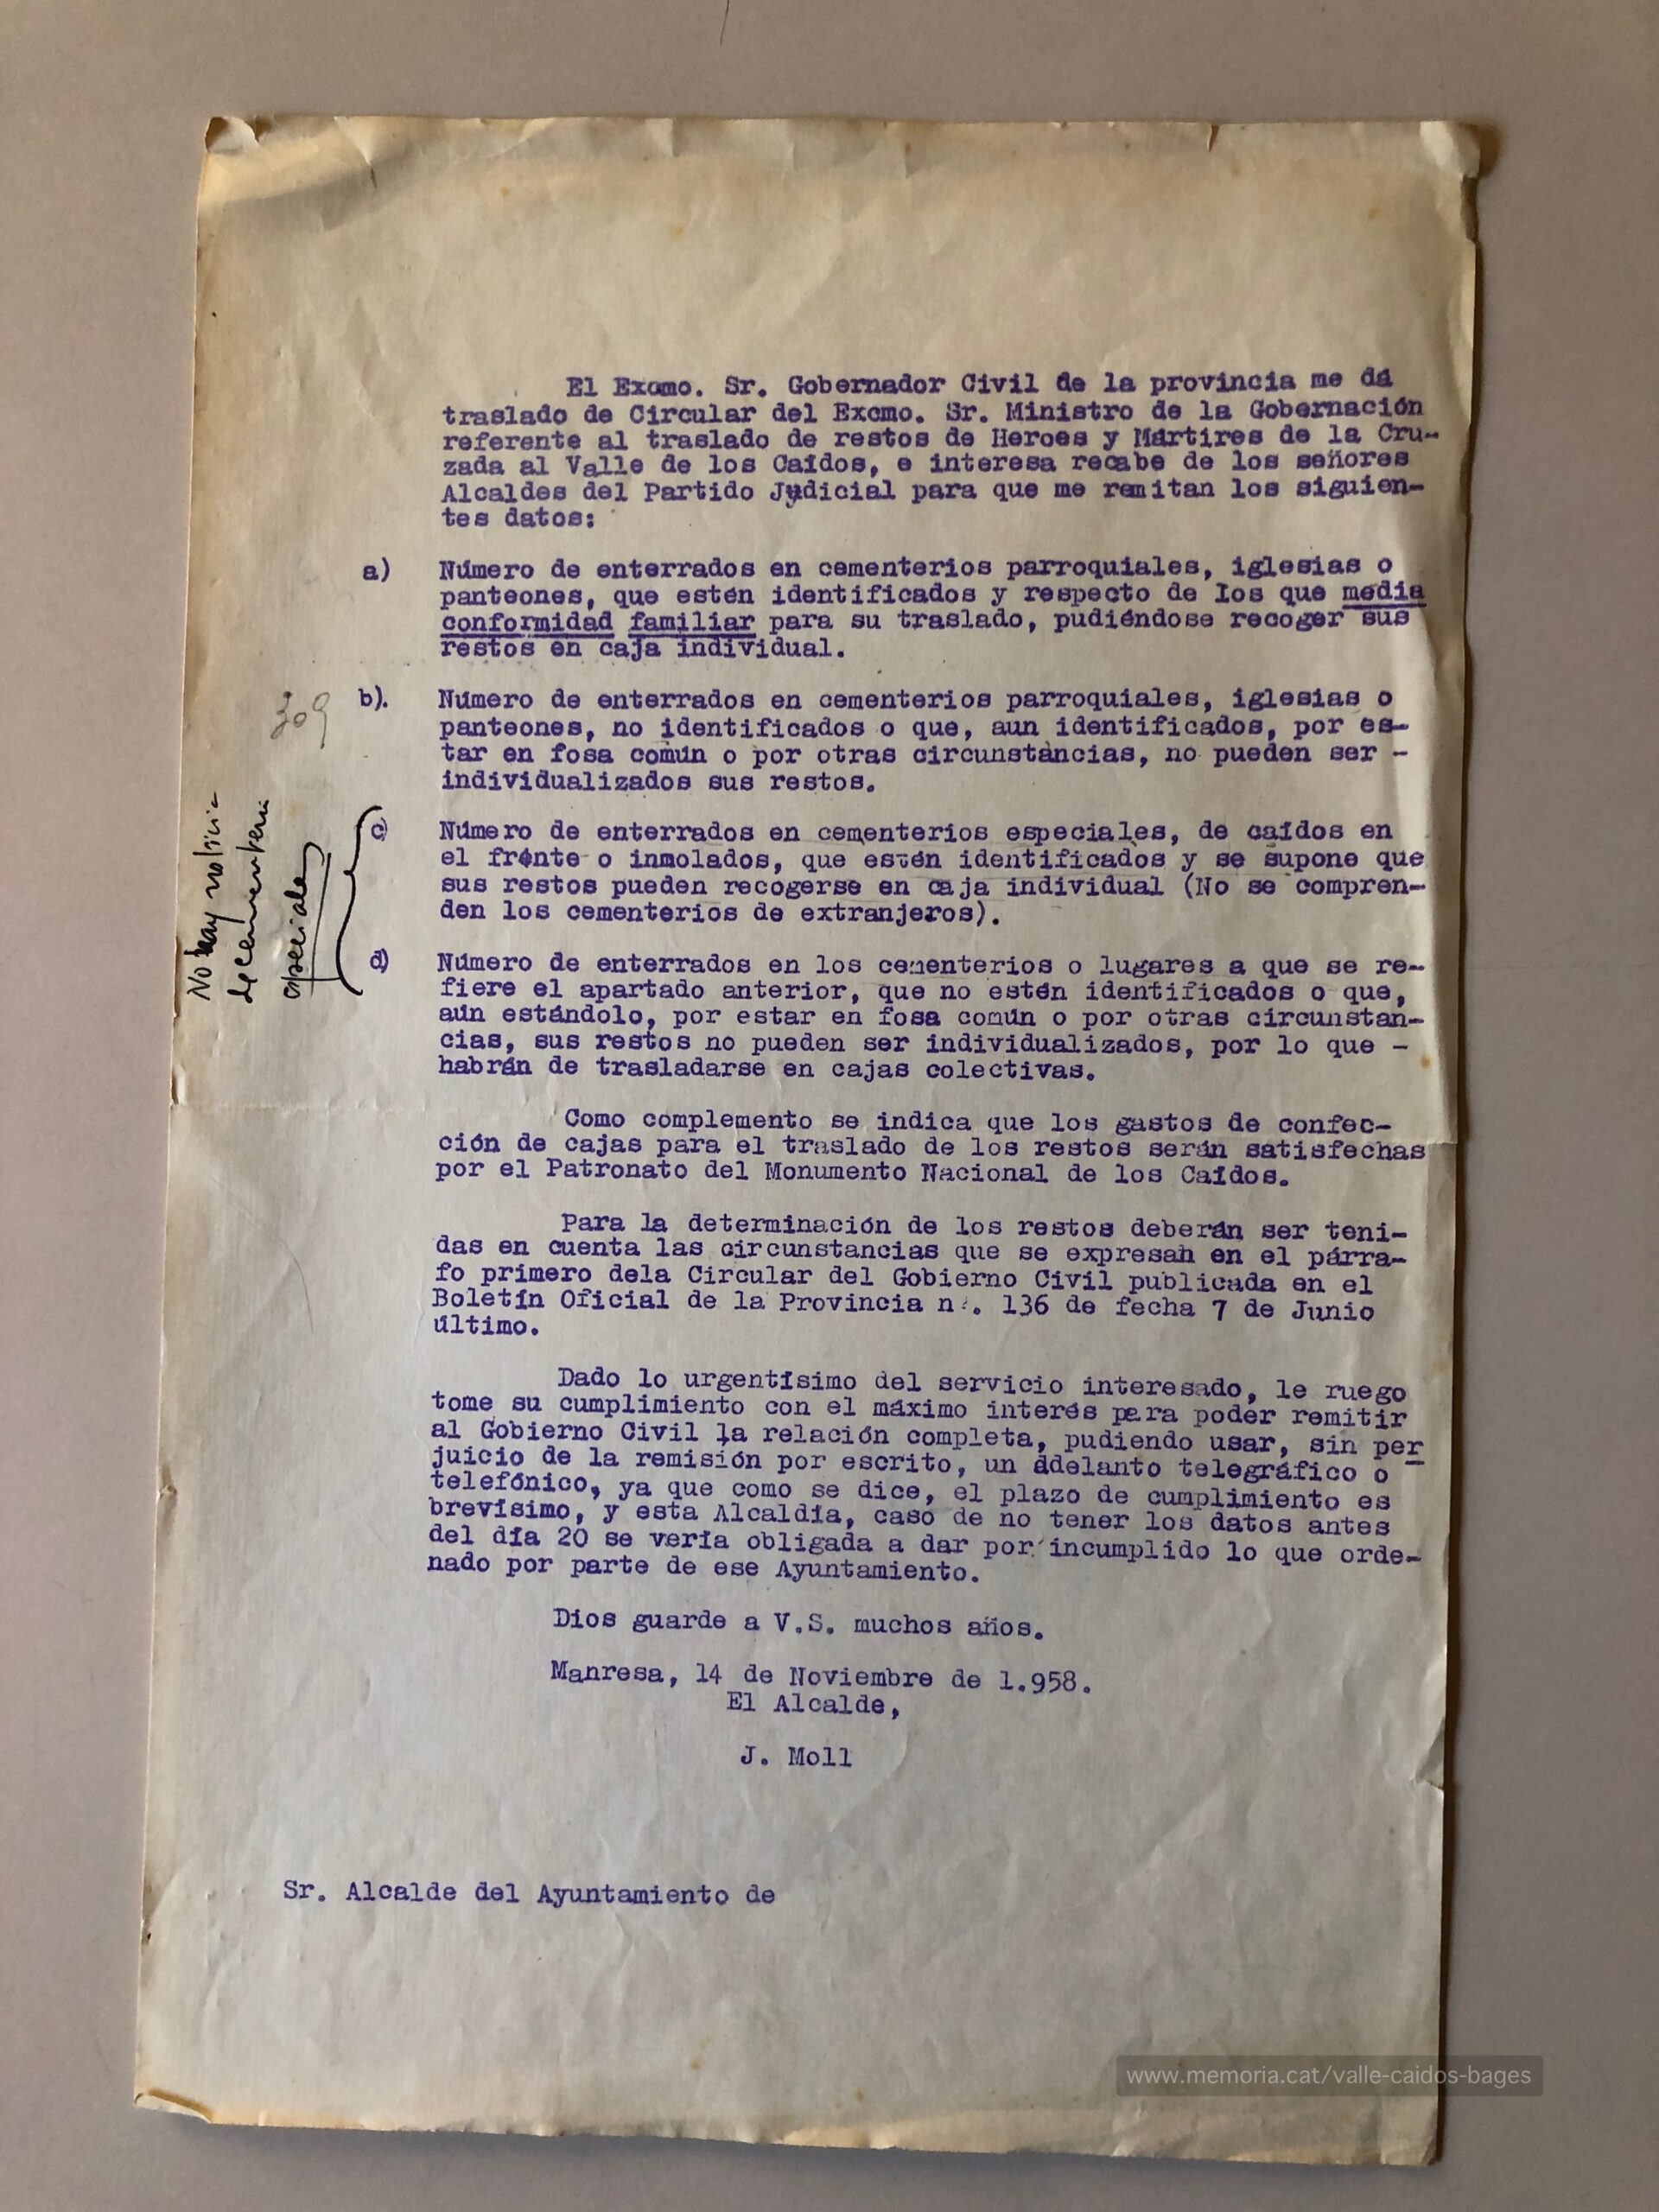 El Excmo. Sr. Gobernador Civil de la provincia me dá
traslado de Circular del Excmo. Sr. Ministro de la Gobernación
referente al traslado de restos de Heroes y Mártires de la Cru-
zada al Valle de los Caídos, e interesa recabe de los señores
Alcaldes del Partido Judicial para que me remitan los siguien-
tes datos:
a) Número de enterrados en cementerios parroquiales, iglesias o
panteones, que estén identificados y respecto de los que media
conformidad familiar para su traslado, pudiéndose recoger sus
restos en caja individual.
309
b). Número de enterrados en cementerios parroquiales, iglesias o
panteones, no identificados o que, aun identificados, por es-
tar en fosa común o por otras circunstancias, no pueden ser -
individualizados sus restos.
No hay noticia
de cementerios
especiales
c) Número de enterrados en cementerios especiales, de caídos en
el frente o inmolados, que estén identificados y se supone que
sus restos pueden recogerse en caja individual (No se compren-
den los cementerios de extranjeros).
d) Número de enterrados en los cementerios o lugares a que se re-
fiere el apartado anterior, que no estén identificados o que,
aún estándolo, por estar en fosa común o por otras circunstan-
cias, sus restos no pueden ser individualizados, por lo que -
habrán de trasladarse en cajas colectivas.
Como complemento se indica que los gastos de confec-
ción de cajas para el traslado de los restos serán satisfechas
por el Patronato del Monumento Nacional de los Caídos.
Para la determinación de los restos deberán ser teni-
das en cuenta las circunstancias que se expresan en el párra-
fo primero dela Circular del Gobierno Civil publicada en el
Boletín Oficial de la Provincia nº. 136 de fecha 7 de Junio
último.
Dado lo urgentísimo del servicio interesado, le ruego
tome su cumplimiento con el máximo interés para poder remitir
al Gobierno Civil la relación completa, pudiendo usar, sin per
juicio de la remisión por escrito, un adelanto telegráfico o
telefónico, ya que como se dice, el plazo de cumplimiento es
brevísimo, y esta Alcaldía, caso de no tener los datos antes
del día 20 se vería obligada a dar por incumplido lo que orde-
nado por parte de ese Ayuntamiento.
Dios guarde a V.S. muchos años.
Manresa, 14 de Noviembre de 1.958.
El Alcalde,
J. Moll
Sr. Alcalde del Ayuntamiento de
www.memoria.cat/valle-caidos-bages